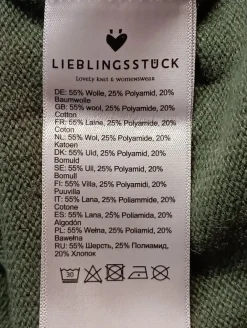 LIEBLINGSSTÜCK
Lovely knit & womenswear
DE: 55% Wolle, 25% Polyamid, 20%
Baumwolle
GB: 55% wool, 25% Polyamide, 20%
Cotton
FR: 55% Laine, 25% Polyamide, 20%
Coton
NL: 55% Wol, 25% Polyamide, 20%
Katoen
DK: 55% Uld, 25% Polyamid, 20%
Bomuld
SE: 55% Ull, 25% Polyamid, 20%
Bomull
FI: 55% Villa, 25% Polyamidi, 20%
Puuvilla
IT: 55% Lana, 25% Poliammide, 20%
Cotone
ES: 55% Lana, 25% Poliamida, 20%
Algodón
PL: 55% Wełna, 25% Poliamid, 20%
Bawełna
RU: 55% Шерсть, 25% Полиамид,
20% Хлопок
30